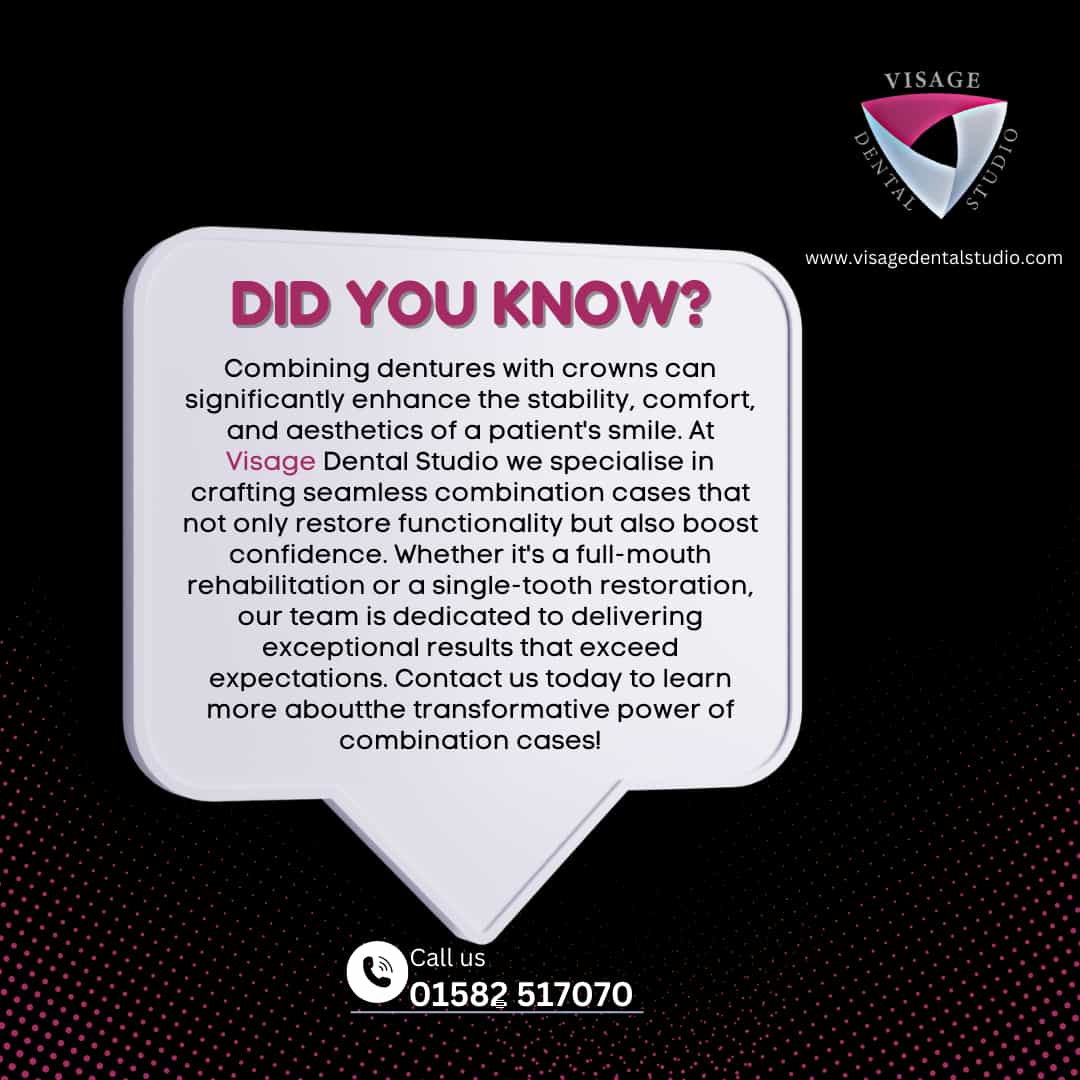 VISAGE
DENTAL STUDIO
www.visagedentalstudio.com
DID YOU KNOW?
Combining dentures with crowns can
significantly enhance the stability, comfort,
and aesthetics of a patient's smile. At
Visage Dental Studio we specialise in
crafting seamless combination cases that
not only restore functionality but also boost
confidence. Whether it's a full-mouth
rehabilitation or a single-tooth restoration,
our team is dedicated to delivering
exceptional results that exceed
expectations. Contact us today to learn
more aboutthe transformative power of
combination cases!
Call us
01582 517070